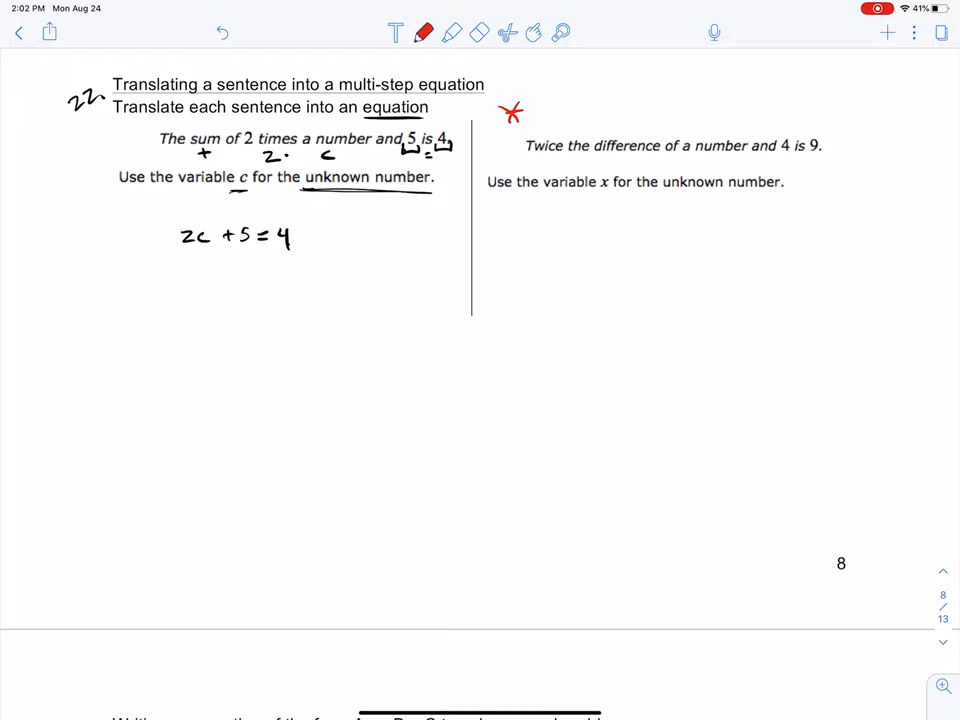 2:02 PM Mon Aug 24
41%
T
22.
Translating a sentence into a multi-step equation
Translate each sentence into an equation
The sum of 2 times a number and 5 is 4.
+ 2· c =
Use the variable c for the unknown number.
2c + 5 = 4
Twice the difference of a number and 4 is 9.
Use the variable x for the unknown number.
8
8
/
13